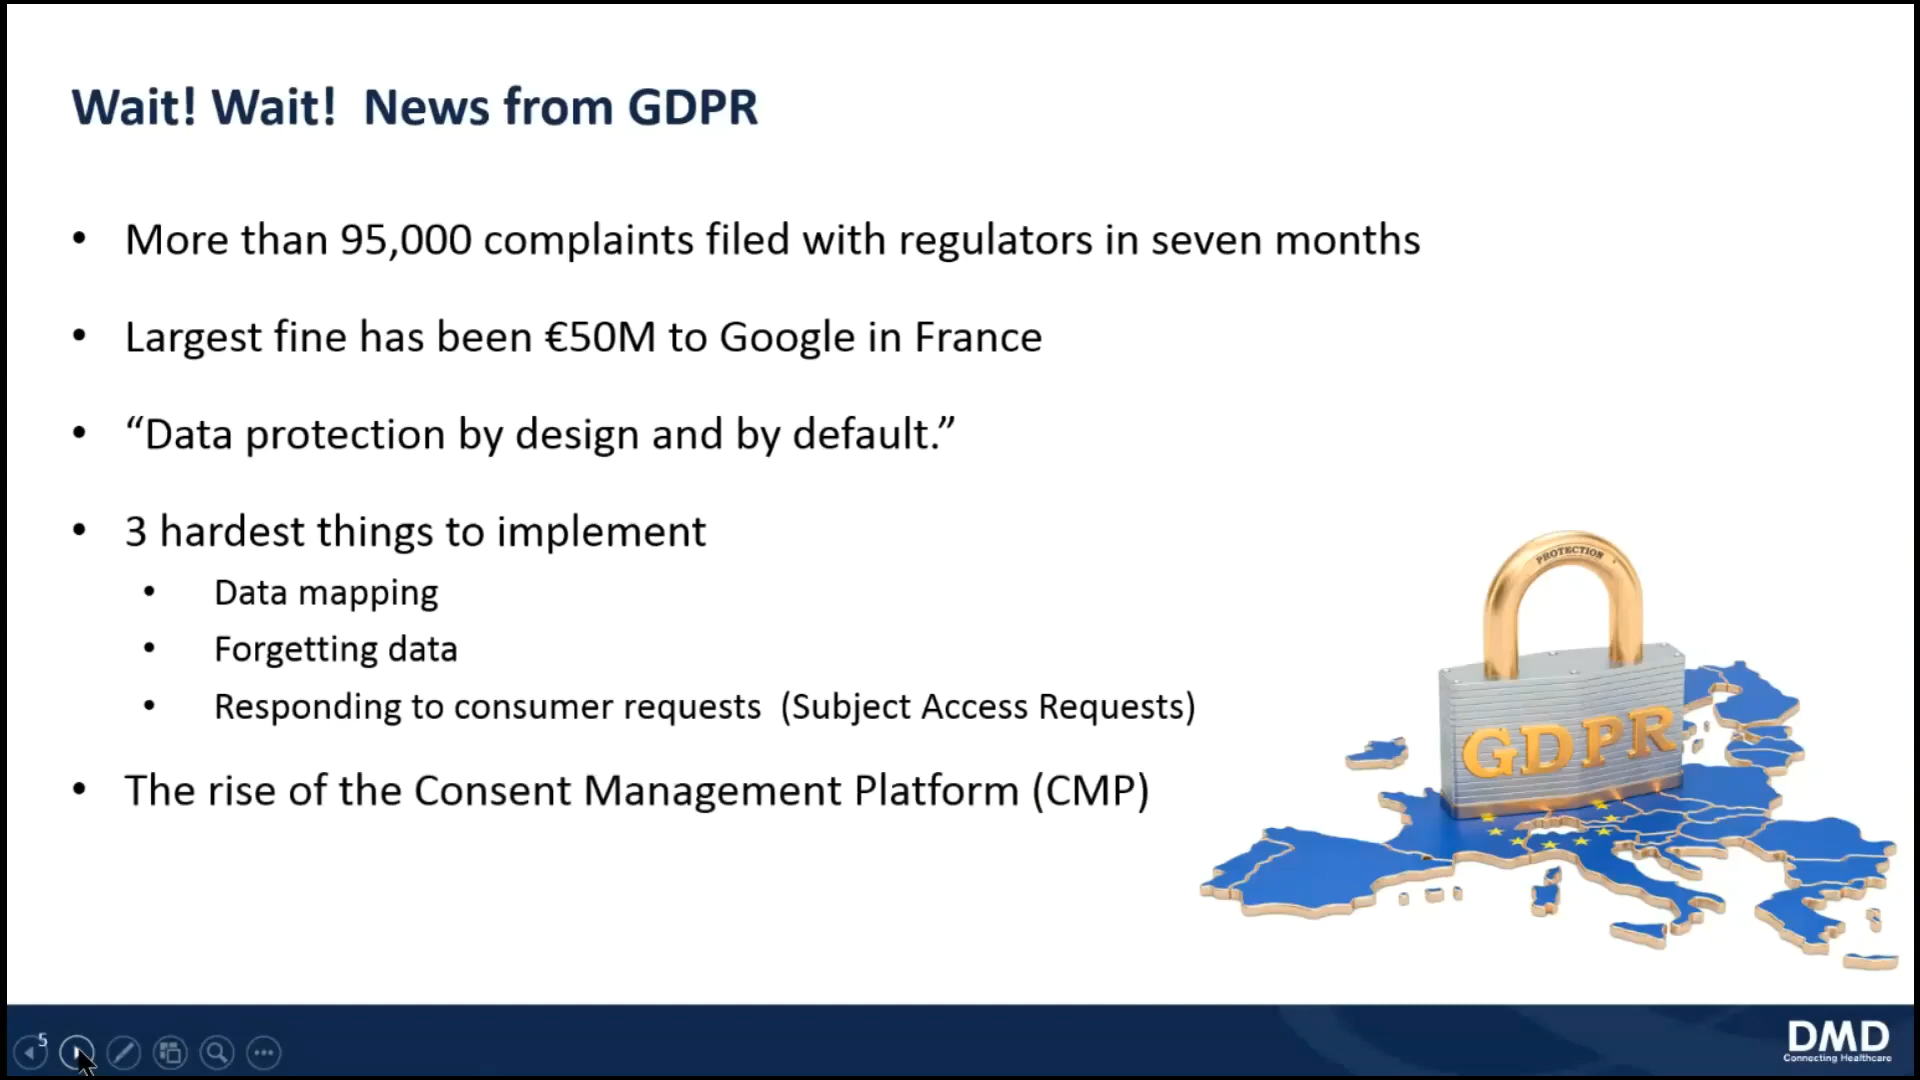 Wait! Wait!  News from GDPR
• More than 95,000 complaints filed with regulators in seven months
• Largest fine has been €50M to Google in France
• “Data protection by design and by default.”
• 3 hardest things to implement
• Data mapping
• Forgetting data
• Responding to consumer requests  (Subject Access Requests)
• The rise of the Consent Management Platform (CMP)
PROTECTION
GDPR
5
DMD
Connecting Healthcare